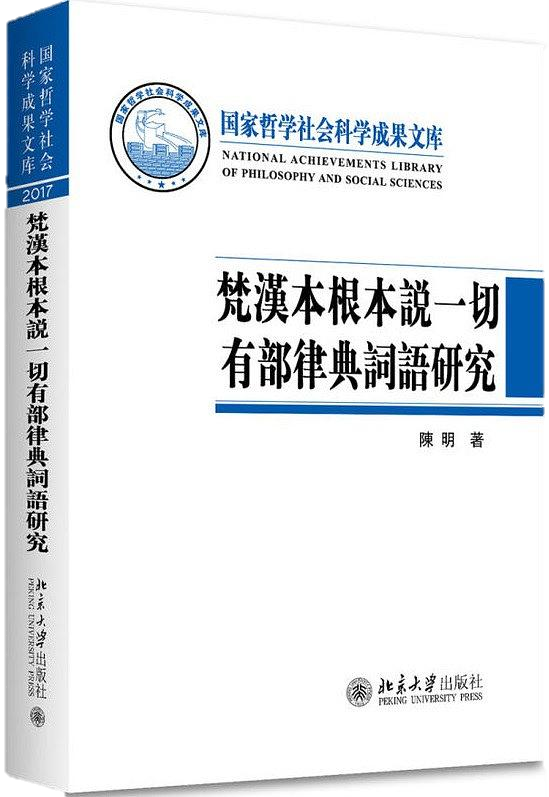 国家哲学社会
科学成果文库
2017
梵漢本根本説一切有部律典詞語研究
北京大学出版社
PEKING UNIVERSITY PRESS
国家哲学社会科学成果文库
国家哲学社会科学成果文库
NATIONAL ACHIEVEMENTS LIBRARY
OF PHILOSOPHY AND SOCIAL SCIENCES
梵漢本根本説一切
有部律典詞語研究
陳明 著
北京大学出版社
PEKING UNIVERSITY PRESS